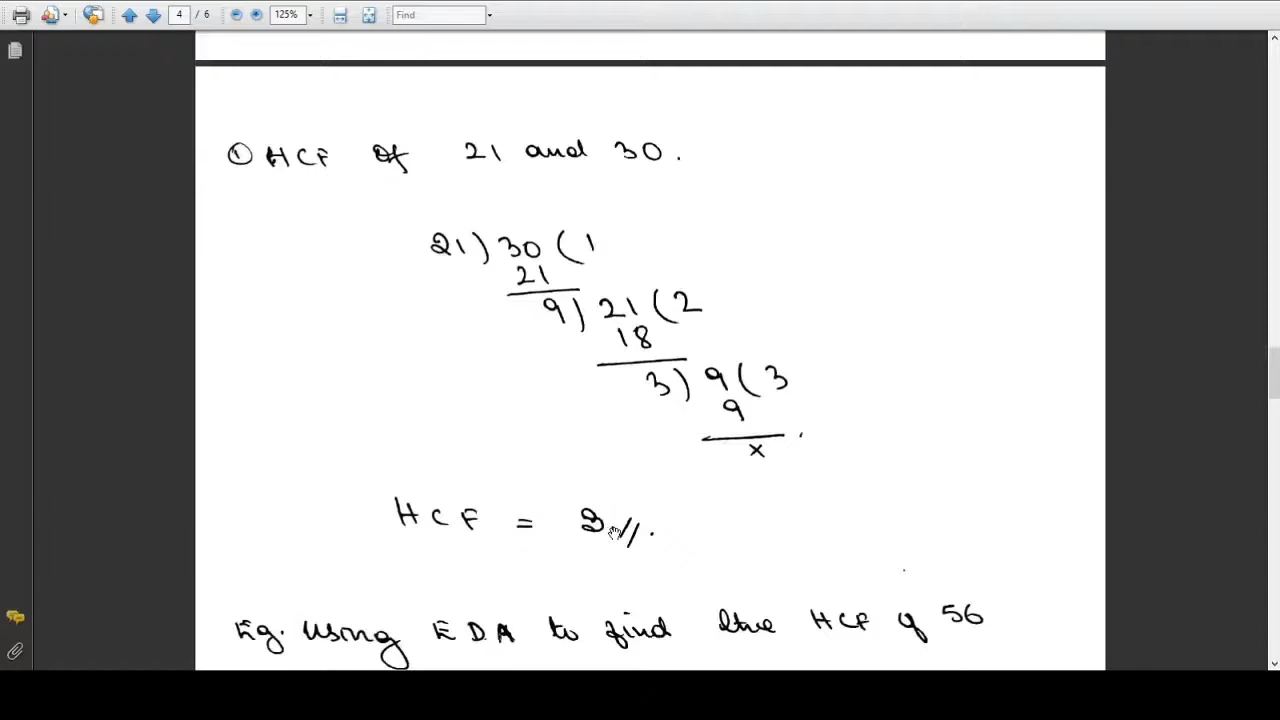 4 / 6 125% Find
① HCF Of 21 and 30.
21) 30 (1
21
9) 21 (2
18
3) 9 (3
9
x
HCF = 3 //.
Eg. Using EDA to find the HCF of 56